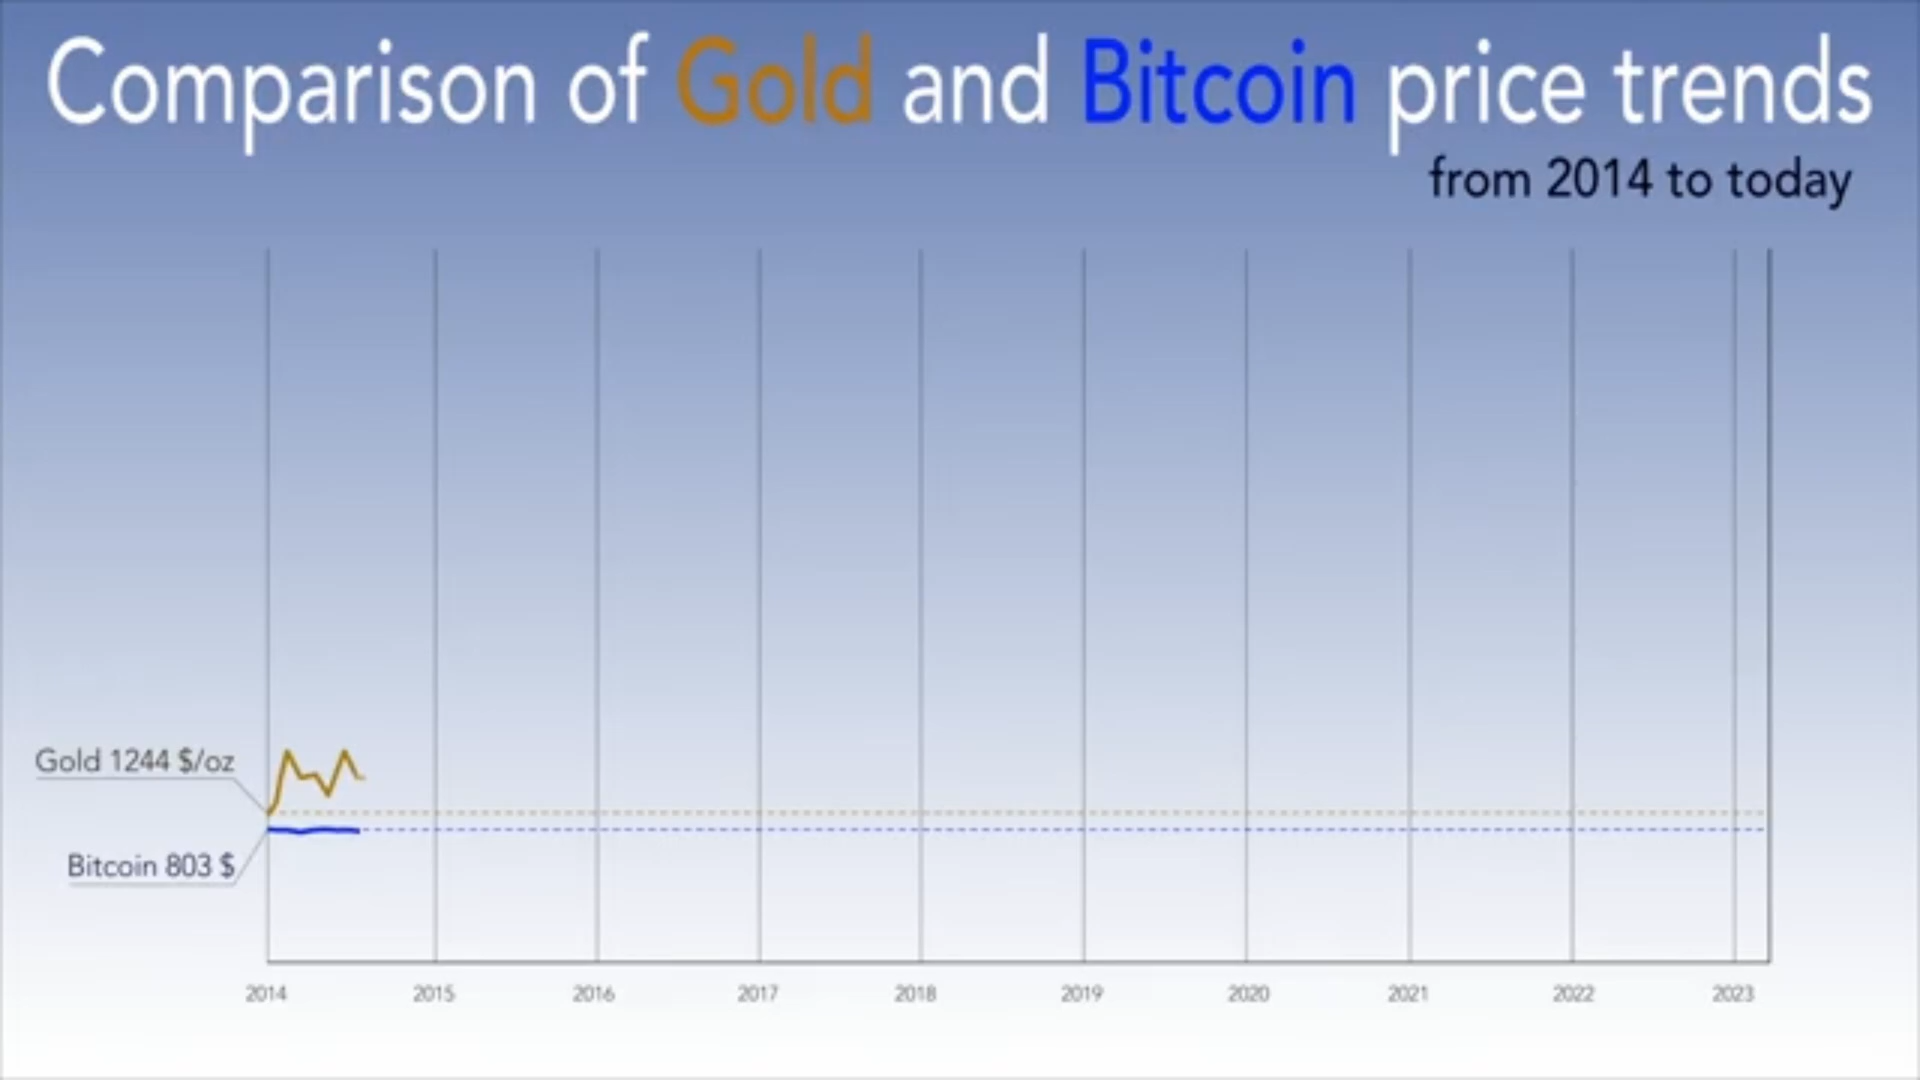 Comparison of Gold and Bitcoin price trends
from 2014 to today
Gold 1244 $/oz
Bitcoin 803 $
2014 2015 2016 2017 2018 2019 2020 2021 2022 2023